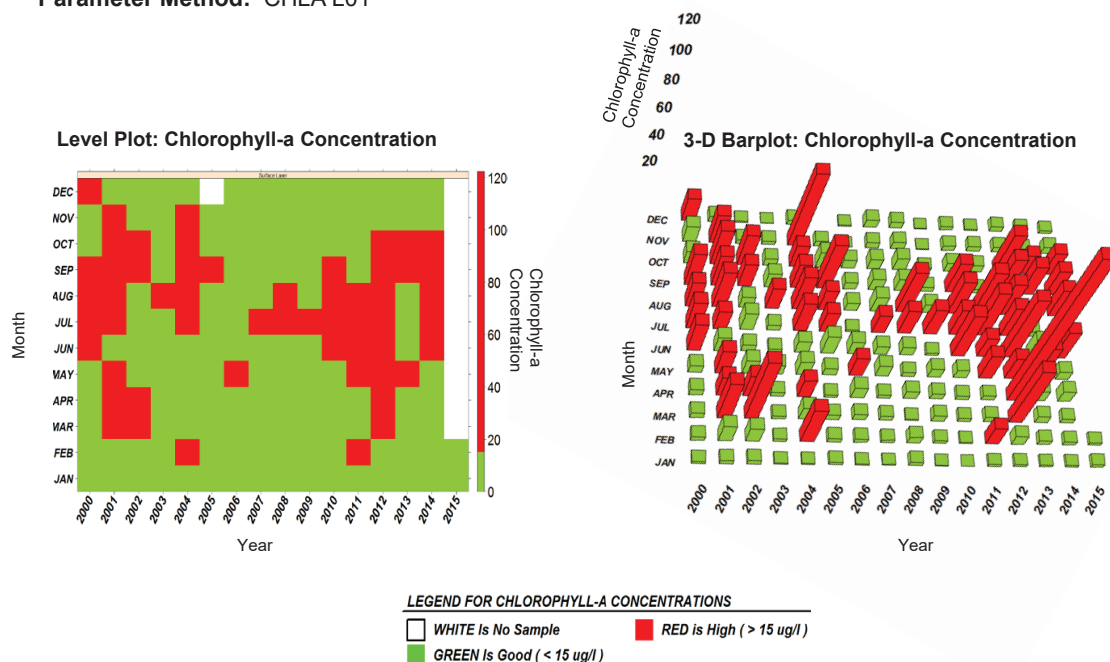 Parameter Method: CHLA L01
Level Plot: Chlorophyll-a Concentration
Surface Layer
DEC
NOV
OCT
SEP
AUG
JUL
JUN
MAY
APR
MAR
FEB
JAN
Month
2000 2001 2002 2003 2004 2005 2006 2007 2008 2009 2010 2011 2012 2013 2014 2015
Year
120
100
80
60
40
20
0
Chlorophyll-a
Concentration
3-D Barplot: Chlorophyll-a Concentration
120
100
80
60
40
20
Chlorophyll-a
Concentration
DEC
NOV
OCT
SEP
AUG
JUL
JUN
MAY
APR
MAR
FEB
JAN
Month
2000 2001 2002 2003 2004 2005 2006 2007 2008 2009 2010 2011 2012 2013 2014 2015
Year
LEGEND FOR CHLOROPHYLL-A CONCENTRATIONS
WHITE Is No Sample
RED is High ( > 15 ug/l )
GREEN Is Good ( < 15 ug/l )